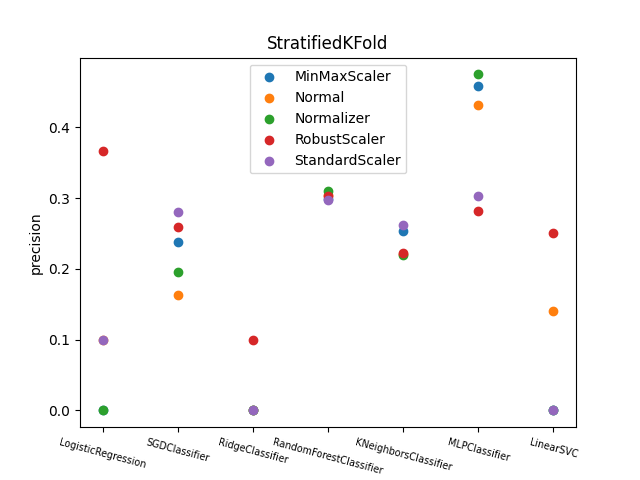 StratifiedKFold
MinMaxScaler
Normal
Normalizer
RobustScaler
StandardScaler
precision
0.4
0.3
0.2
0.1
0.0
LogisticRegression
SGDClassifier
RidgeClassifier
RandomForestClassifier
KNeighborsClassifier
MLPClassifier
LinearSVC